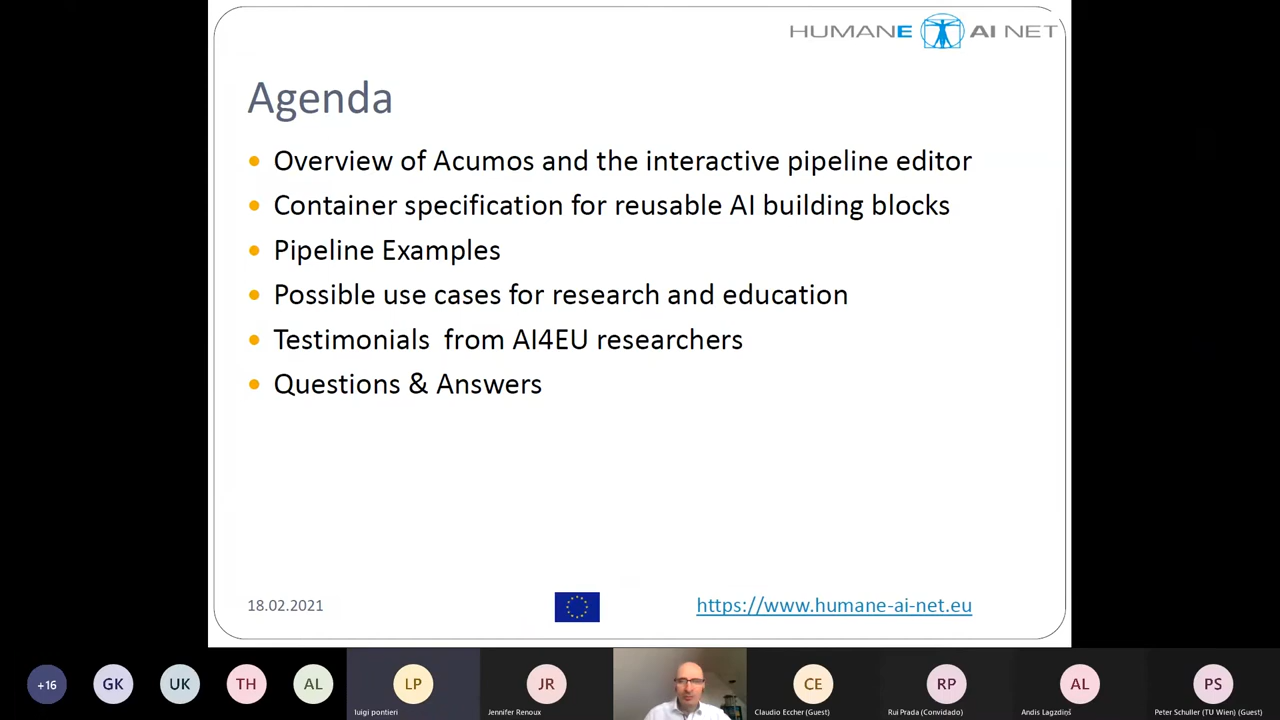 HUMANE AI NET
Agenda
Overview of Acumos and the interactive pipeline editor
Container specification for reusable AI building blocks
Pipeline Examples
Possible use cases for research and education
Testimonials  from AI4EU researchers
Questions & Answers
18.02.2021
https://www.humane-ai-net.eu
+16
GK
UK
TH
AL
LP
JR
CE
RP
AL
PS
luigi pontieri
Jennifer Renoux
Claudio Eccher (Guest)
Rui Prada (Convidado)
Andis Lagzdiņš
Peter Schuller (TU Wien) (Guest)